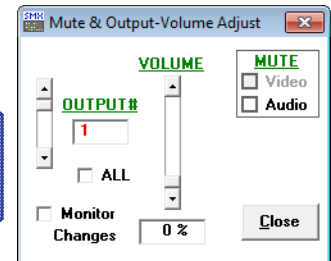 SMX
Mute & Output-Volume Adjust
VOLUME
MUTE
Video
Audio
OUTPUT#
1
ALL
Monitor
Changes
0 %
Close